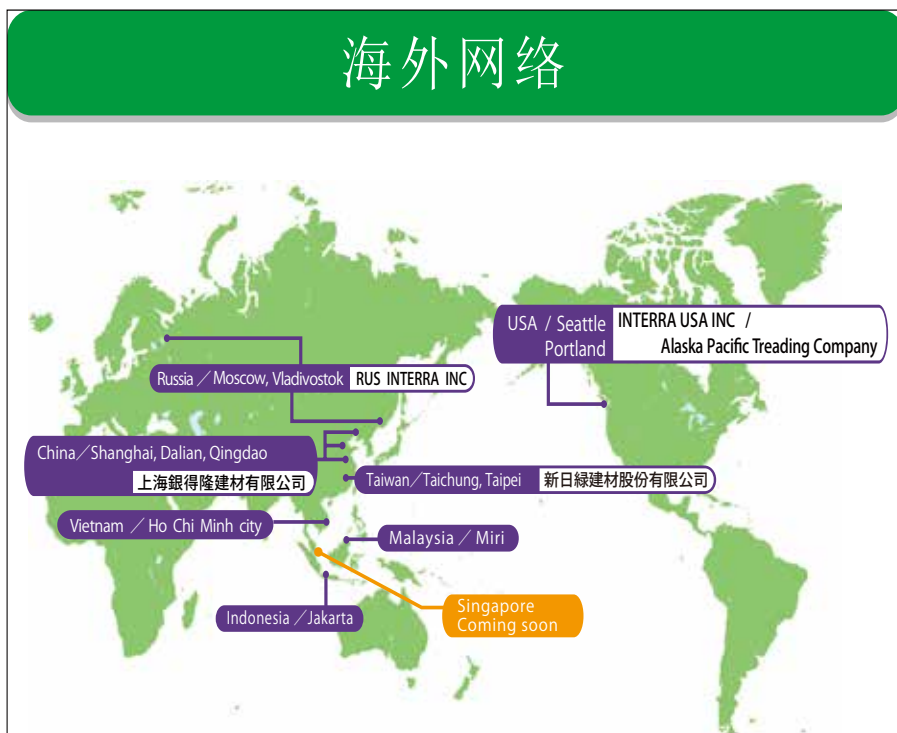 海外网络
USA / Seattle
Portland
INTERRA USA INC /
Alaska Pacific Treading Company
Russia ／Moscow, Vladivostok
RUS INTERRA INC
China／Shanghai, Dalian, Qingdao
上海銀得隆建材有限公司
Taiwan／Taichung, Taipei
新日緑建材股份有限公司
Vietnam ／Ho Chi Minh city
Malaysia ／ Miri
Indonesia ／Jakarta
Singapore
Coming soon